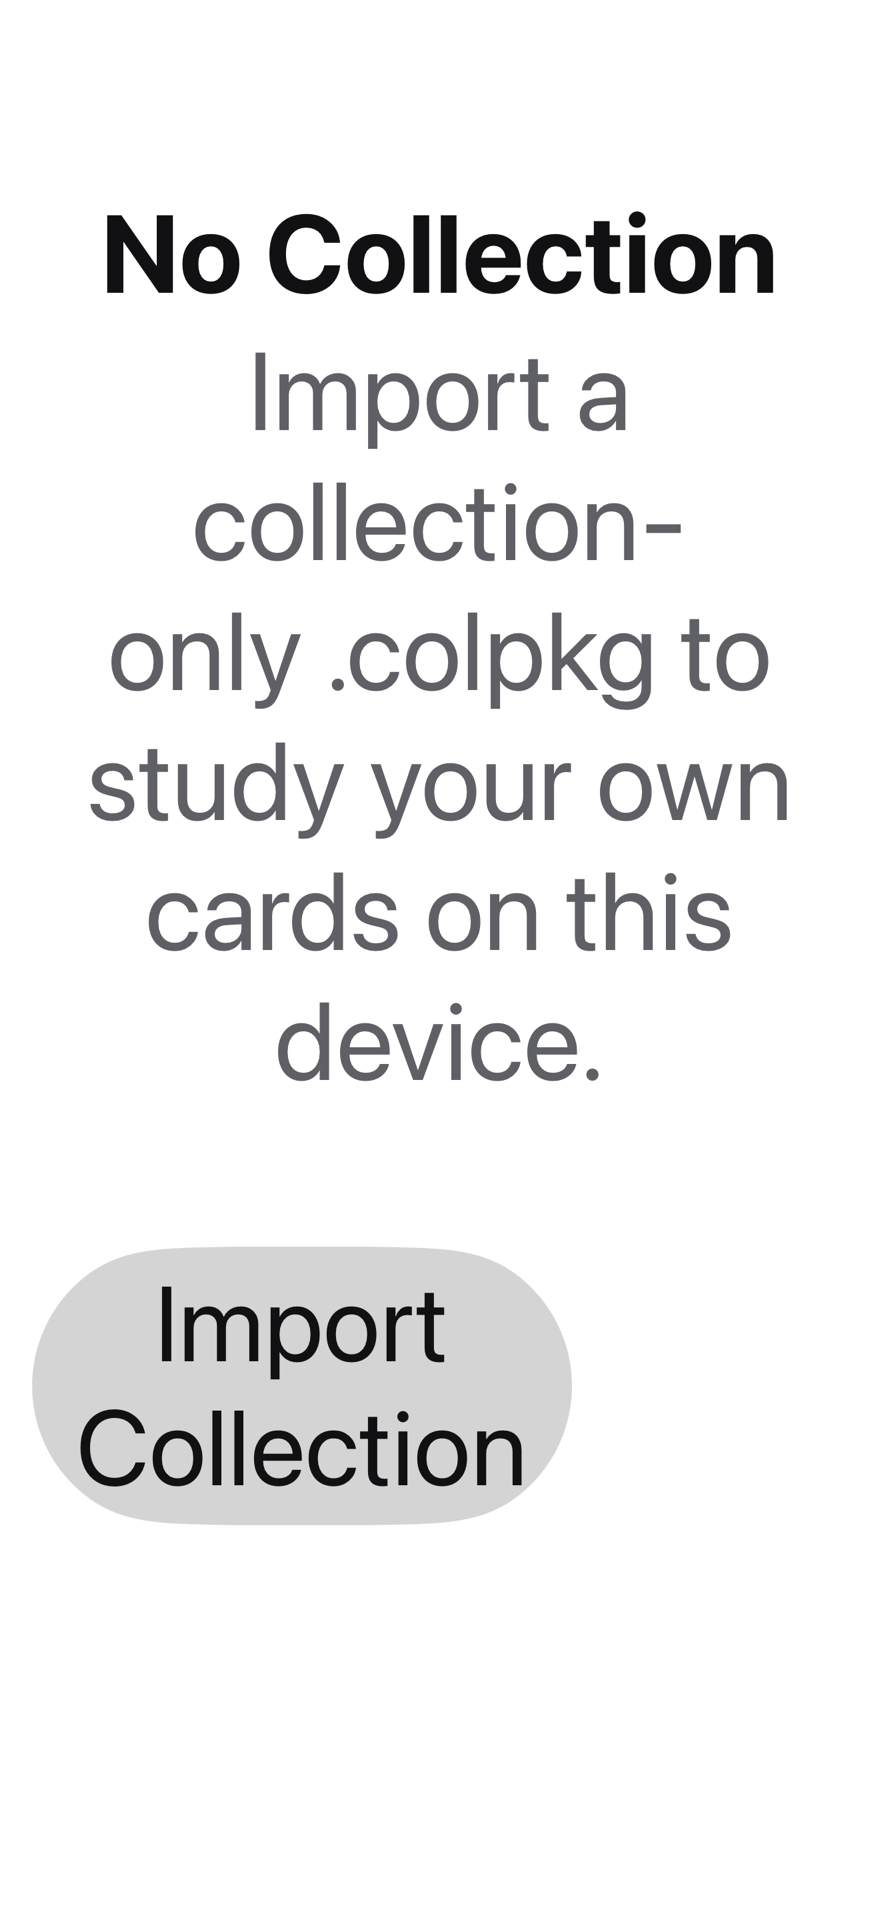 No Collection
Import a
collection-
only .colpkg to
study your own
cards on this
device.
Import
Collection